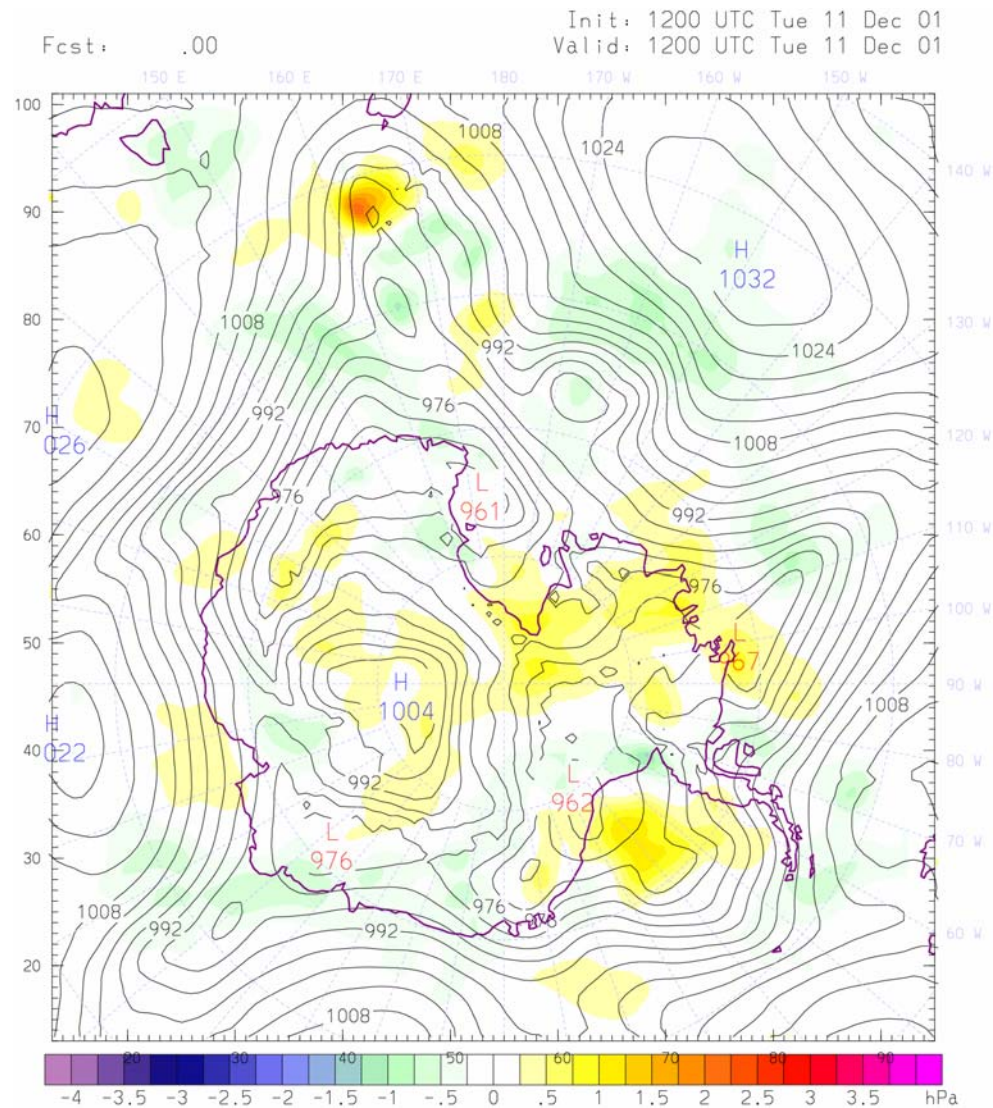 Init: 1200 UTC Tue 11 Dec 01
Fcst: .00 Valid: 1200 UTC Tue 11 Dec 01
150 E 160 E 170 E 180 170 W 160 W 150 W
100
1008
1024
140 W
90
H
1032
80
1008
130 W
992
1024
976
H
992
026
70
1008
120 W
L
961
976
992
60
110 W
976
100 W
50
L
967
H
1004
90 W
1008
H
022
40
80 W
L
962
992
L
976
30
70 W
976
1008
992
992
976
60 W
20
1008
20 30 40 50 60 70 80 90
-4 -3.5 -3 -2.5 -2 -1.5 -1 -.5 0 .5 1 1.5 2 2.5 3 3.5 hPa